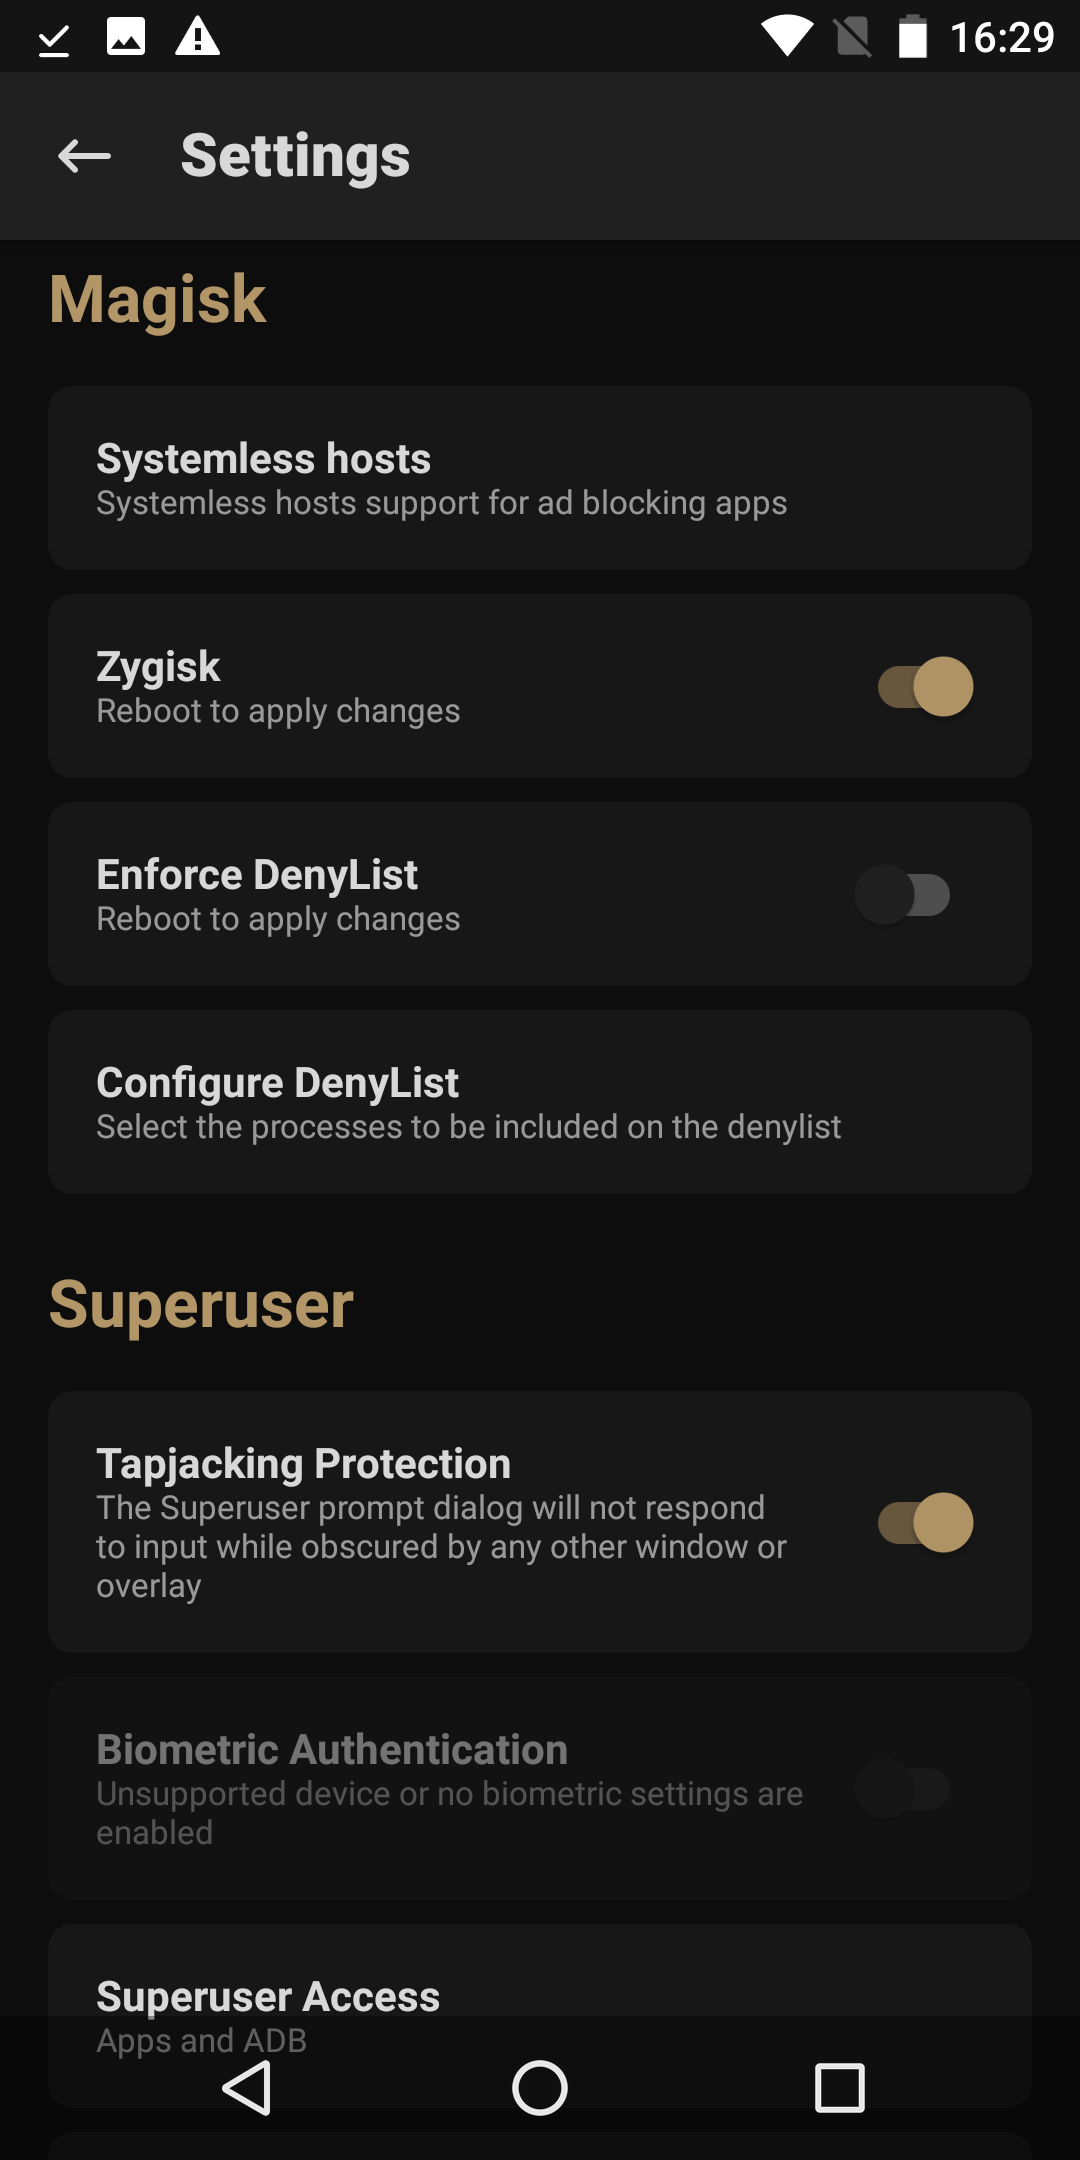 16:29
Settings
Magisk
Systemless hosts
Systemless hosts support for ad blocking apps
Zygisk
Reboot to apply changes
Enforce DenyList
Reboot to apply changes
Configure DenyList
Select the processes to be included on the denylist
Superuser
Tapjacking Protection
The Superuser prompt dialog will not respond
to input while obscured by any other window or
overlay
Biometric Authentication
Unsupported device or no biometric settings are
enabled
Superuser Access
Apps and ADB